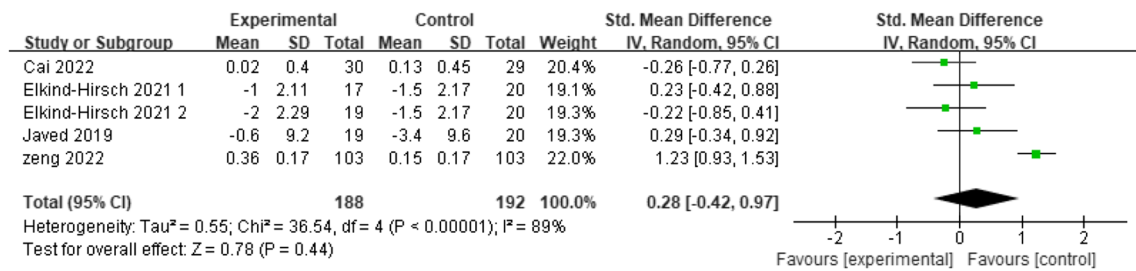 Experimental Control Std. Mean Difference Std. Mean Difference
Study or Subgroup Mean SD Total Mean SD Total Weight IV, Random, 95% CI IV, Random, 95% CI
Cai 2022 0.02 0.4 30 0.13 0.45 29 20.4% -0.26 [-0.77, 0.26]
Elkind-Hirsch 2021 1 -1 2.11 17 -1.5 2.17 20 19.1% 0.23 [-0.42, 0.88]
Elkind-Hirsch 2021 2 -2 2.29 19 -1.5 2.17 20 19.3% -0.22 [-0.85, 0.41]
Javed 2019 -0.6 9.2 19 -3.4 9.6 20 19.3% 0.29 [-0.34, 0.92]
zeng 2022 0.36 0.17 103 0.15 0.17 103 22.0% 1.23 [0.93, 1.53]
Total (95% CI) 188 192 100.0% 0.28 [-0.42, 0.97]
Heterogeneity: Tau² = 0.55; Chi² = 36.54, df = 4 (P < 0.00001); I² = 89%
Test for overall effect: Z = 0.78 (P = 0.44)
-2 -1 0 1 2
Favours [experimental] Favours [control]